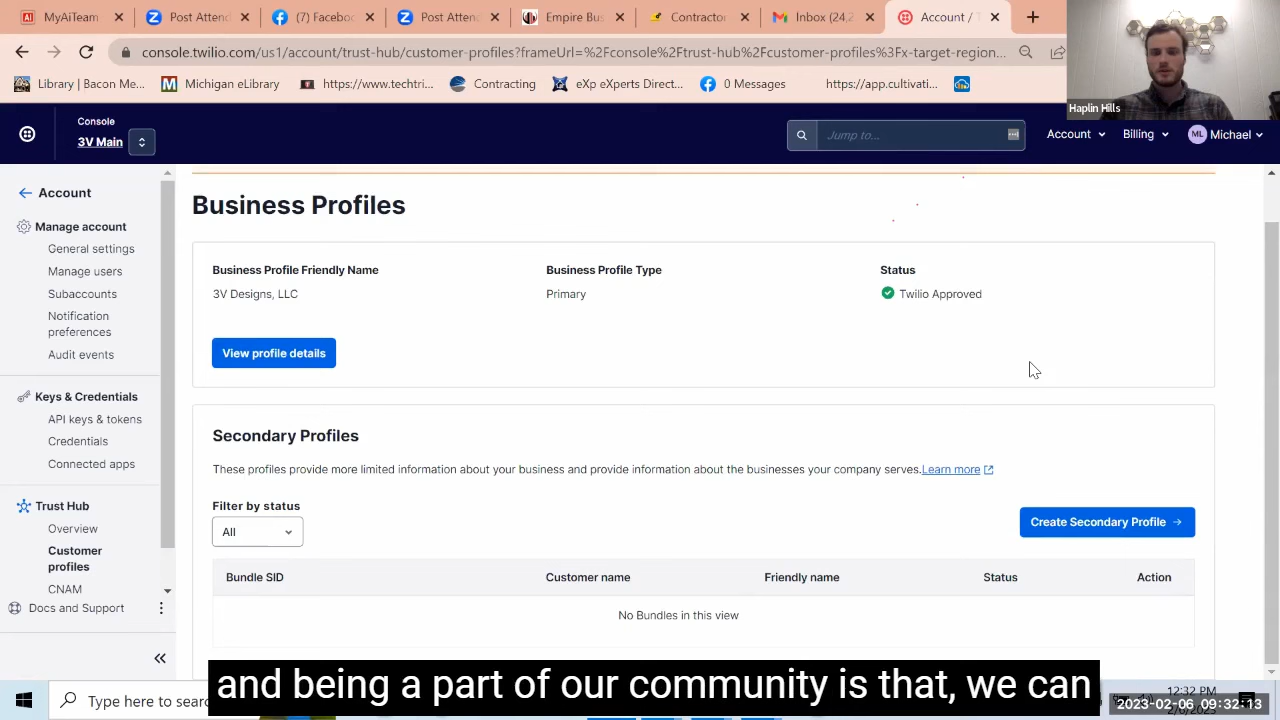 MyAiTeam
Post Attend
(7) Facebook
Post Attend
Empire Bus
Contractor
Inbox (24,2
Account / T
console.twilio.com/us1/account/trust-hub/customer-profiles?frameUrl=%2Fconsole%2Ftrust-hub%2Fcustomer-profiles%3Fx-target-region...
Library | Bacon Me...
Michigan eLibrary
https://www.techtri...
Contracting
eXp eXperts Direct...
0 Messages
https://app.cultivati...
Haplin Hills
Console
3V Main
Jump to...
Account
Billing
ML
Michael
Account
Manage account
General settings
Manage users
Subaccounts
Notification
preferences
Audit events
Keys & Credentials
API keys & tokens
Credentials
Connected apps
Trust Hub
Overview
Customer
profiles
CNAM
Docs and Support
Business Profiles
Business Profile Friendly Name
Business Profile Type
Status
3V Designs, LLC
Primary
Twilio Approved
View profile details
Secondary Profiles
These profiles provide more limited information about your business and provide information about the businesses your company serves.Learn more
Filter by status
All
Create Secondary Profile →
Bundle SID
Customer name
Friendly name
Status
Action
No Bundles in this view
and being a part of our community is that, we can
Type here to searc
12:32 PM
2023-02-06 09:32:13